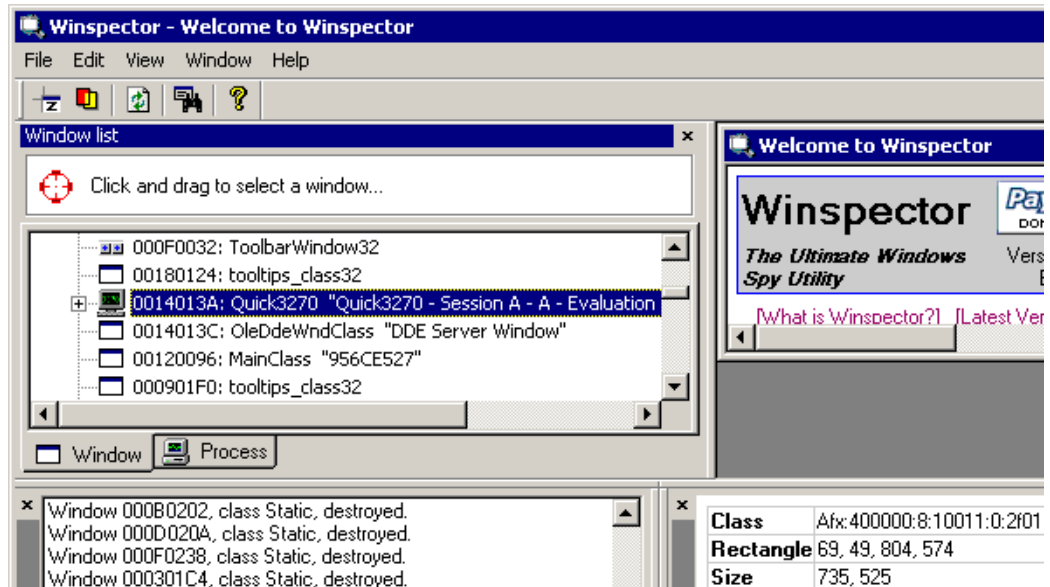 Winspector - Welcome to Winspector
File Edit View Window Help
Window list
Click and drag to select a window...
000F0032: ToolbarWindow32
00180124: tooltips_class32
0014013A: Quick3270 "Quick3270 - Session A - A - Evaluation
0014013C: OleDdeWndClass "DDE Server Window"
00120096: MainClass "956CE527"
000901F0: tooltips_class32
Window Process
Welcome to Winspector
Winspector
The Ultimate Windows
Spy Utility
Vers
[What is Winspector?] [Latest Ver
Window 000B0202, class Static, destroyed.
Window 000D020A, class Static, destroyed.
Window 000F0238, class Static, destroyed.
Window 000301C4, class Static, destroyed.
Class Afx:400000:8:10011:0:2f01
Rectangle 69, 49, 804, 574
Size 735, 525